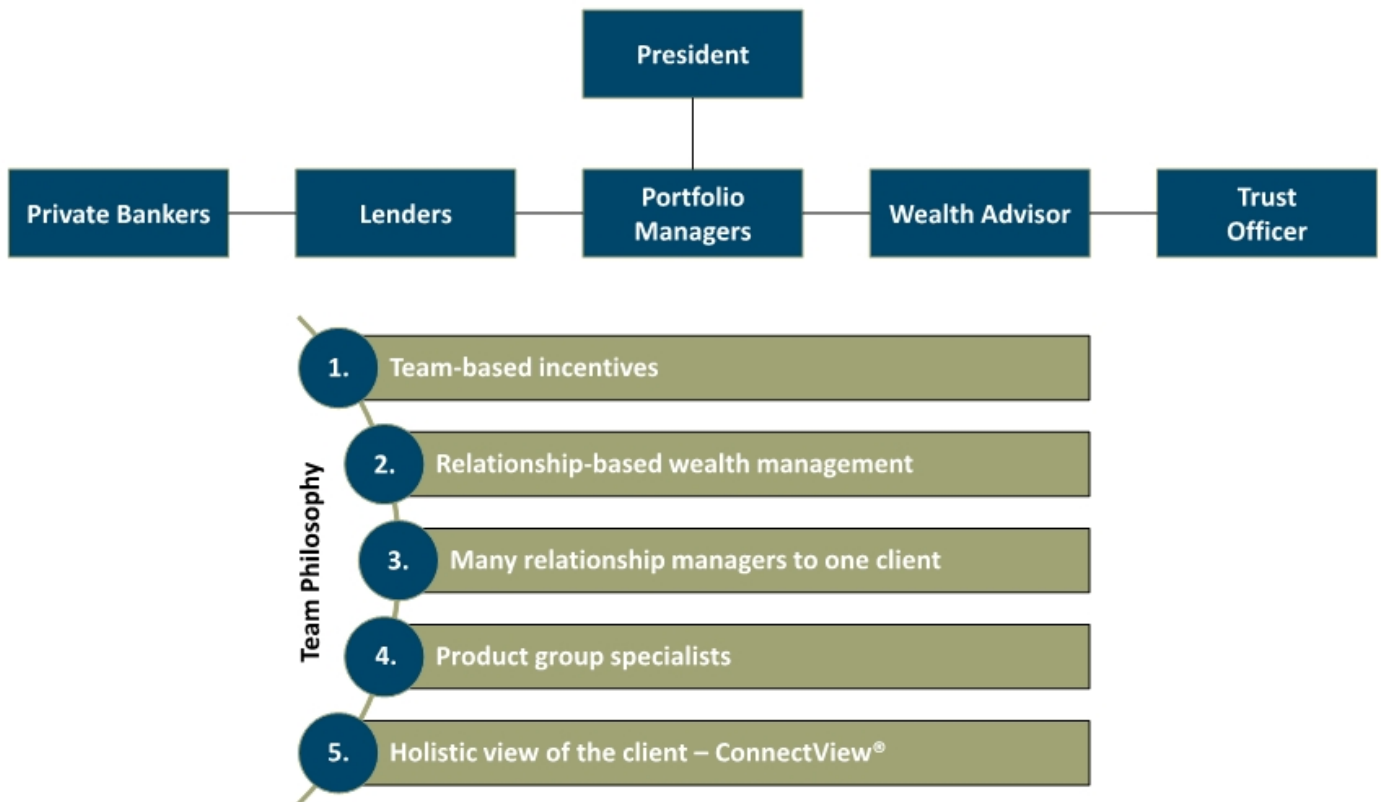 President
Private Bankers
Lenders
Portfolio
Managers
Wealth Advisor
Trust
Officer
Team Philosophy
1.
Team-based incentives
2.
Relationship-based wealth management
3.
Many relationship managers to one client
4.
Product group specialists
5.
Holistic view of the client – ConnectView®